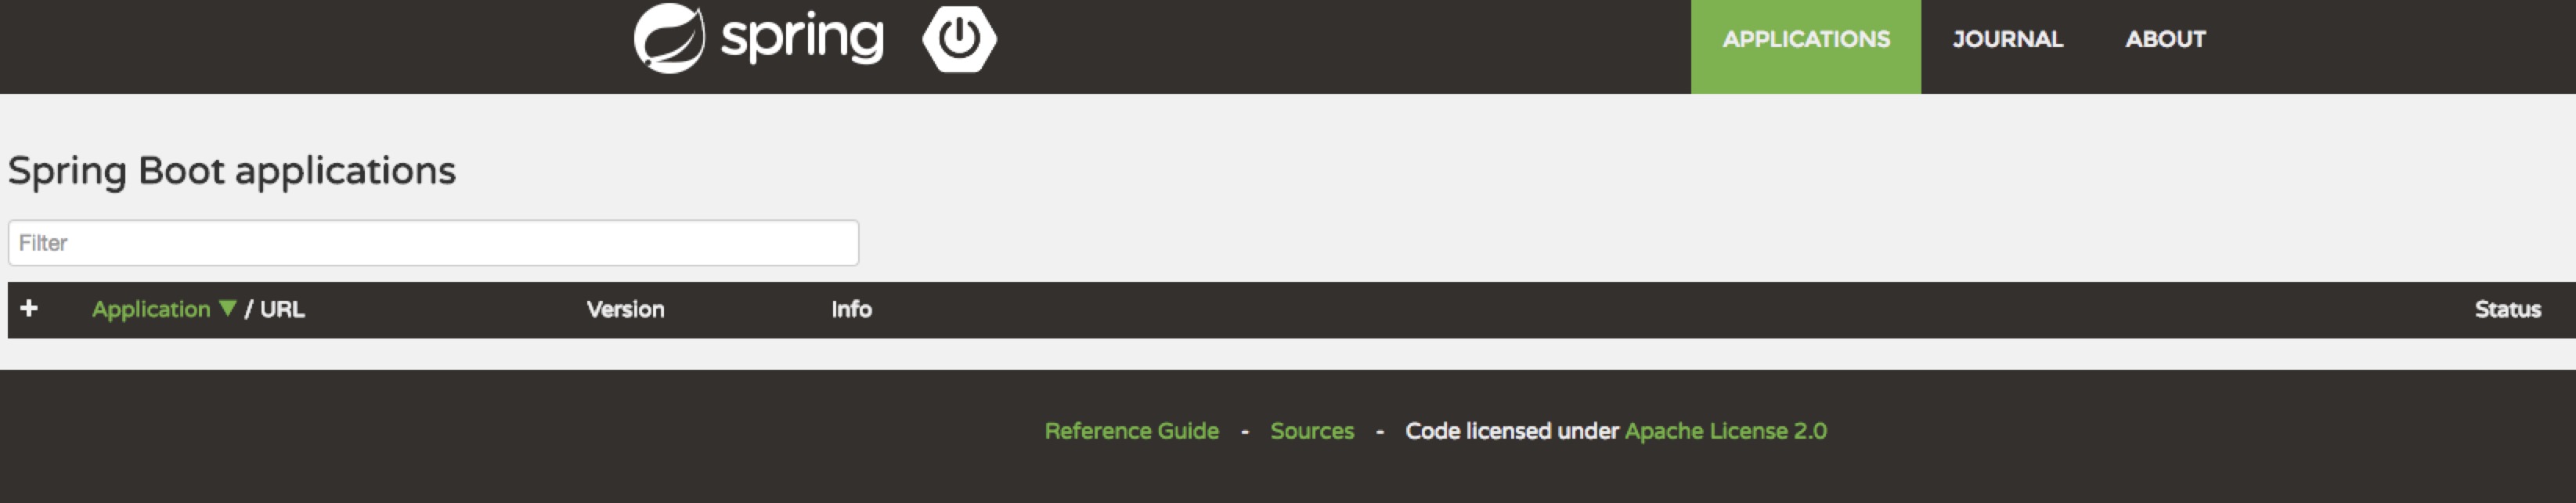 spring
APPLICATIONS JOURNAL ABOUT
Spring Boot applications
Filter
+ Application ▼ / URL Version Info Status
Reference Guide - Sources - Code licensed under Apache License 2.0